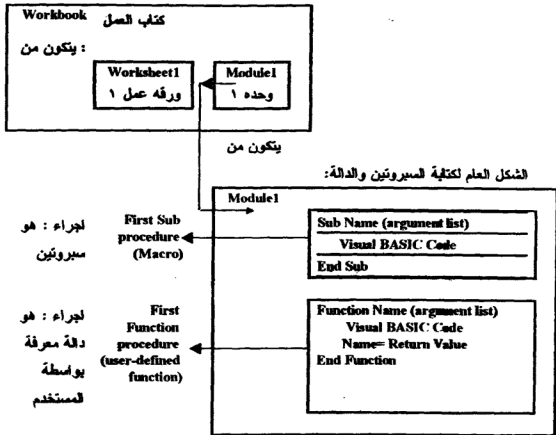 Workbook كتاب العمل
يتكون من :
Worksheet1
ورقه عمل ١
Module1
وحده ١
يتكون من
الشكل العام لكتابة السبروتين والدالة:
Module1
First Sub
procedure
(Macro)
اجراء : هو
سبروتين
Sub Name (argument list)
Visual BASIC Code
End Sub
First
Function
procedure
(user-defined
function)
اجراء : هو
دالة معرفة
بواسطة
المستخدم
Function Name (argument list)
Visual BASIC Code
Name= Return Value
End Function